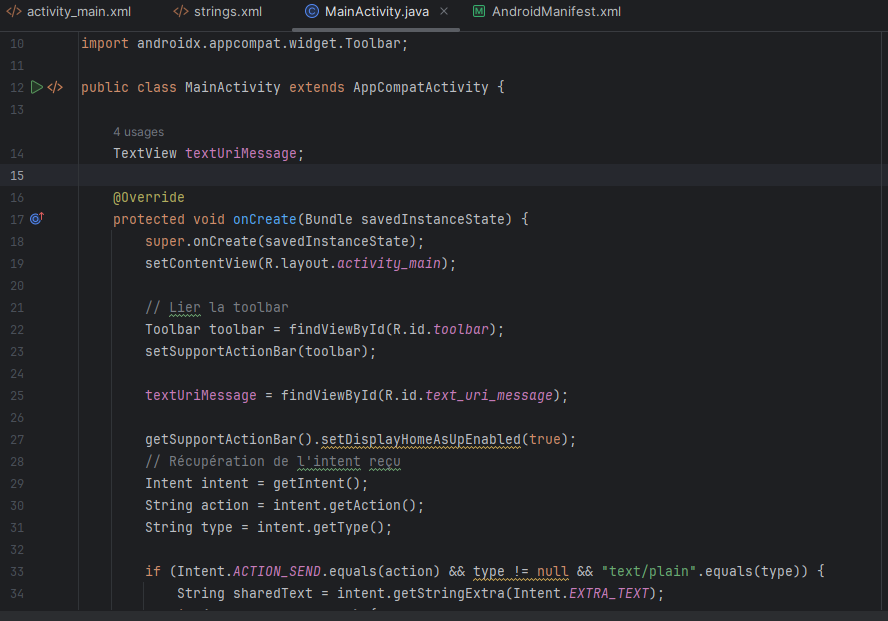 activity_main.xml strings.xml MainActivity.java AndroidManifest.xml
10 import androidx.appcompat.widget.Toolbar;
11
12 public class MainActivity extends AppCompatActivity {
13
4 usages
14 TextView textUriMessage;
15
16 @Override
17 protected void onCreate(Bundle savedInstanceState) {
18 super.onCreate(savedInstanceState);
19 setContentView(R.layout.activity_main);
20
21 // Lier la toolbar
22 Toolbar toolbar = findViewById(R.id.toolbar);
23 setSupportActionBar(toolbar);
24
25 textUriMessage = findViewById(R.id.text_uri_message);
26
27 getSupportActionBar().setDisplayHomeAsUpEnabled(true);
28 // Récupération de l'intent reçu
29 Intent intent = getIntent();
30 String action = intent.getAction();
31 String type = intent.getType();
32
33 if (Intent.ACTION_SEND.equals(action) && type != null && "text/plain".equals(type)) {
34 String sharedText = intent.getStringExtra(Intent.EXTRA_TEXT);